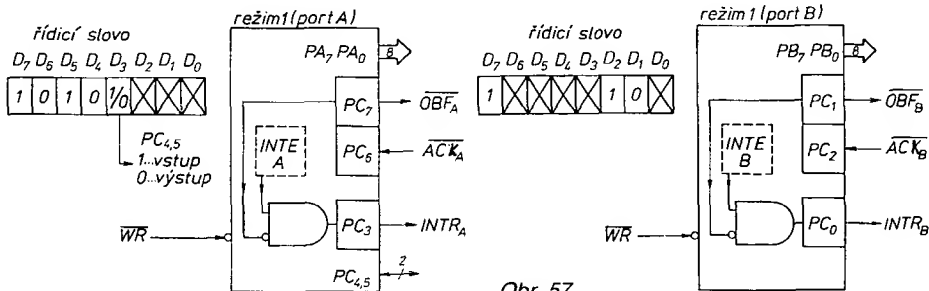 řídicí slovo
D7 D6 D5 D4 D3 D2 D1 D0
1 0 1 0 1/0
PC4,5
1...vstup
0...výstup
režim1 (port A)
PA7 PA0
8
PC7
OBFA
INTE
A
PC6
ACKA
PC3
INTRA
WR
PC4,5
2
řídicí slovo
D7 D6 D5 D4 D3 D2 D1 D0
1 1 0
režim 1 (port B)
PB7 PB0
8
PC1
OBFB
INTE
B
PC2
ACKB
PC0
INTRB
WR
Obr. 57